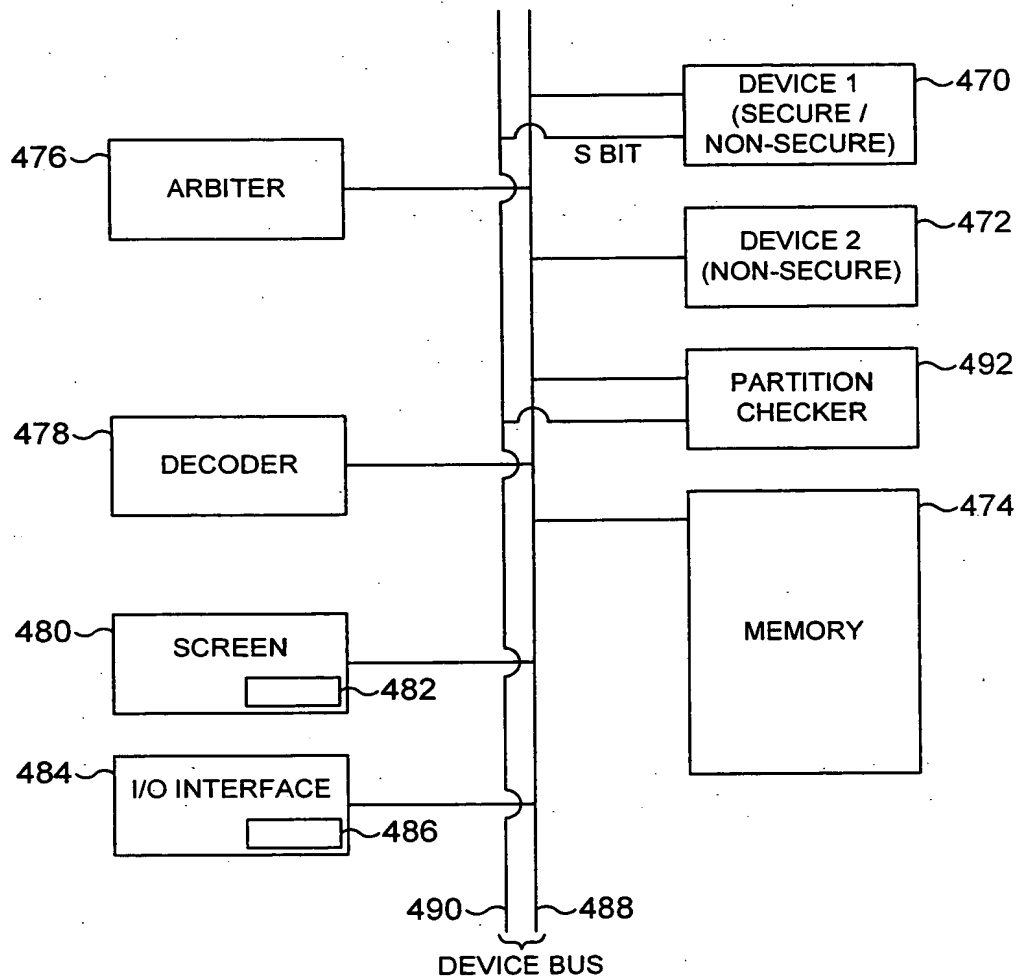 DEVICE 1
(SECURE /
NON-SECURE)
470
S BIT
476
ARBITER
DEVICE 2
(NON-SECURE)
472
PARTITION
CHECKER
492
478
DECODER
474
MEMORY
480
SCREEN
482
484
I/O INTERFACE
486
490
488
DEVICE BUS